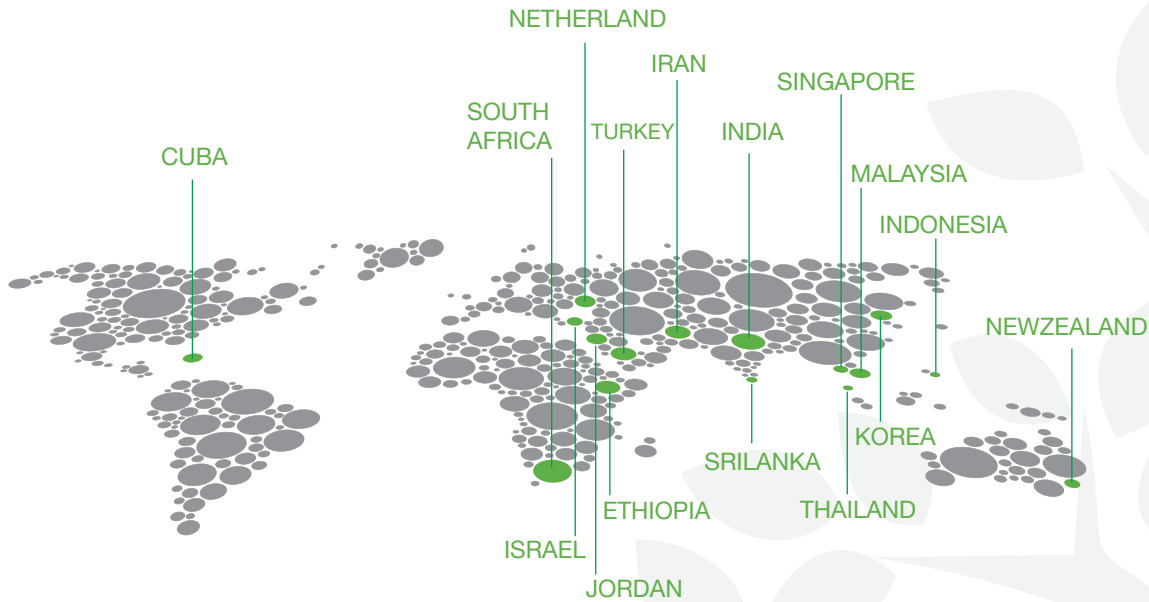 NETHERLAND
IRAN
SINGAPORE
SOUTH
AFRICA
TURKEY
INDIA
CUBA
MALAYSIA
INDONESIA
NEWZEALAND
KOREA
SRILANKA
ETHIOPIA
THAILAND
ISRAEL
JORDAN